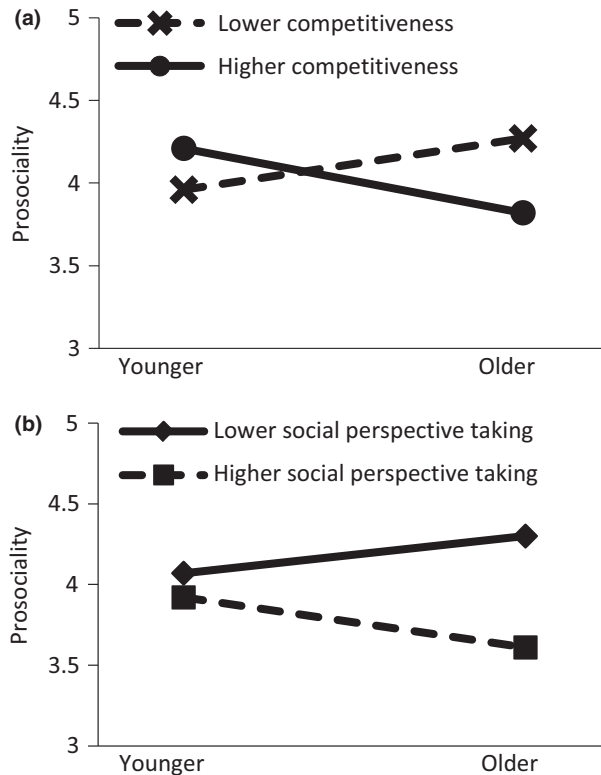 (a)
5
Lower competitiveness
Higher competitiveness
4.5
4
3.5
3
Prosociality
Younger
Older
(b)
5
Lower social perspective taking
Higher social perspective taking
4.5
4
3.5
3
Prosociality
Younger
Older